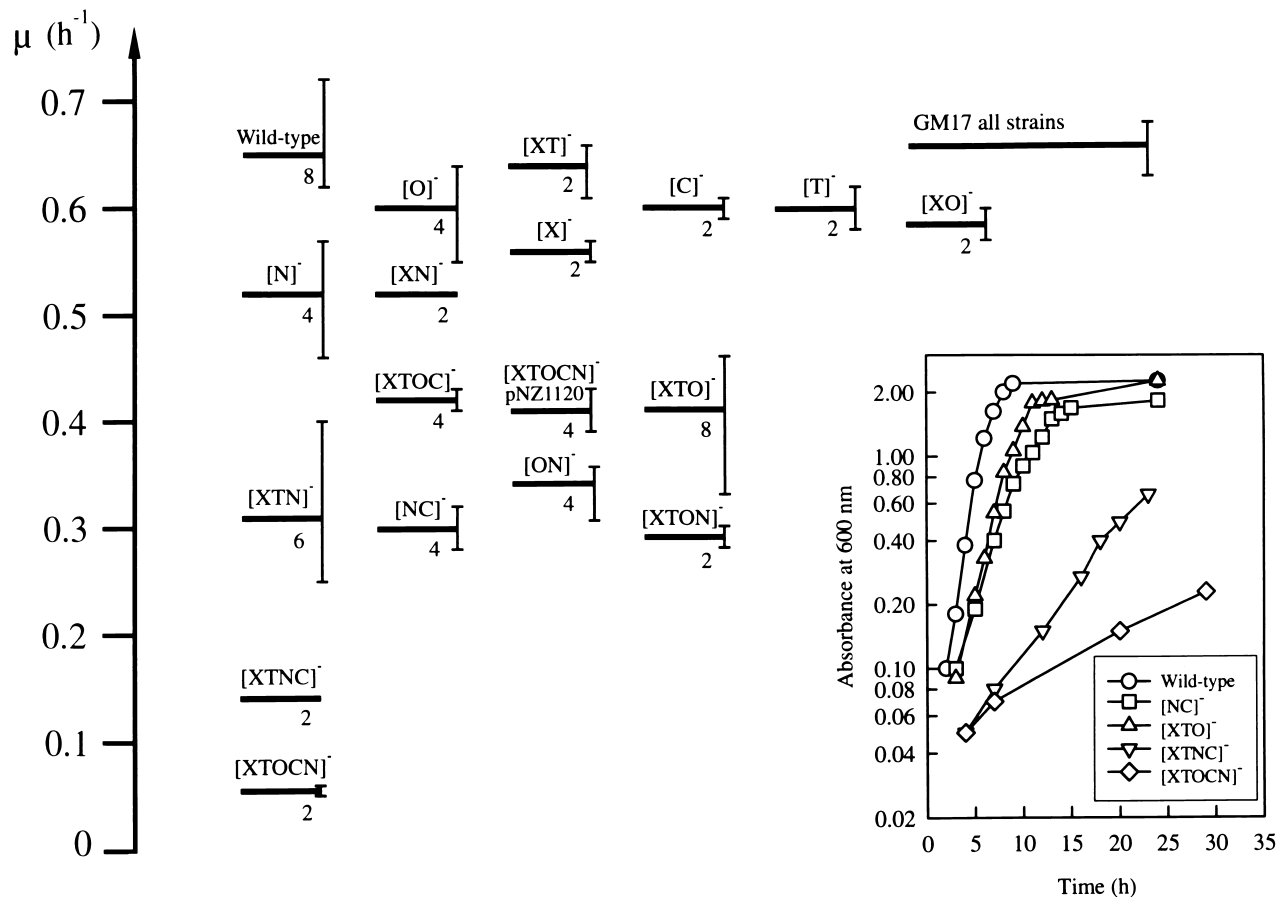 μ (h⁻¹)
0.7
0.6
0.5
0.4
0.3
0.2
0.1
0
Wild-type
8
[N]⁻
4
[XTN]⁻
6
[XTNC]⁻
2
[XTOCN]⁻
2
[O]⁻
4
[XN]⁻
2
[XTOC]⁻
4
[NC]⁻
4
[XT]⁻
2
[X]⁻
2
[XTOCN]⁻
pNZ1120
4
[ON]⁻
4
[C]⁻
2
[XTO]⁻
8
[XTON]⁻
2
[T]⁻
2
GM17 all strains
[XO]⁻
2
Absorbance at 600 nm
2.00
1.00
0.80
0.60
0.40
0.20
0.10
0.08
0.06
0.04
0.02
Wild-type
[NC]⁻
[XTO]⁻
[XTNC]⁻
[XTOCN]⁻
0 5 10 15 20 25 30 35
Time (h)